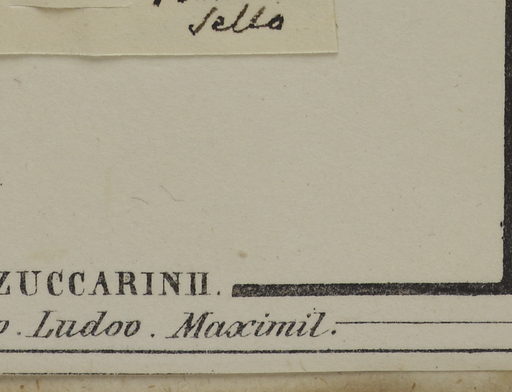 Sello
ZUCCARINII.
o. Ludov. Maximil.